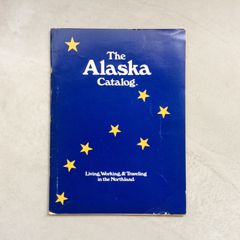 The
Alaska
Catalog.
Living, Working, & Traveling
in the Northland.